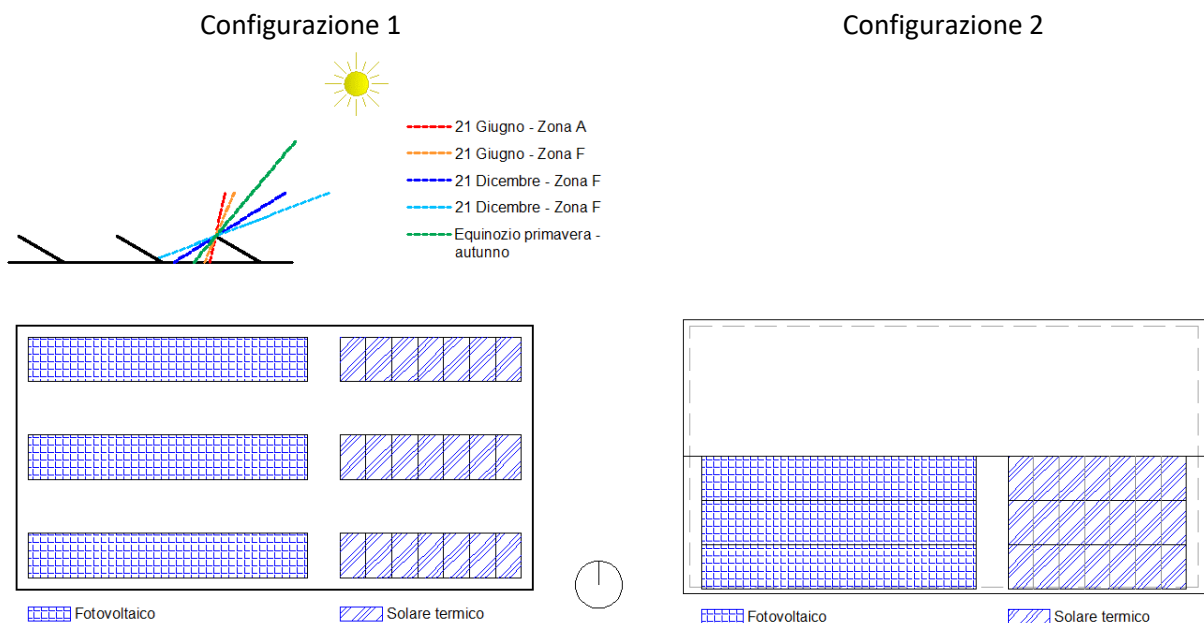 Configurazione 1
Configurazione 2
21 Giugno - Zona A
21 Giugno - Zona F
21 Dicembre - Zona F
21 Dicembre - Zona F
Equinozio primavera -
autunno
Fotovoltaico
Solare termico
Fotovoltaico
Solare termico